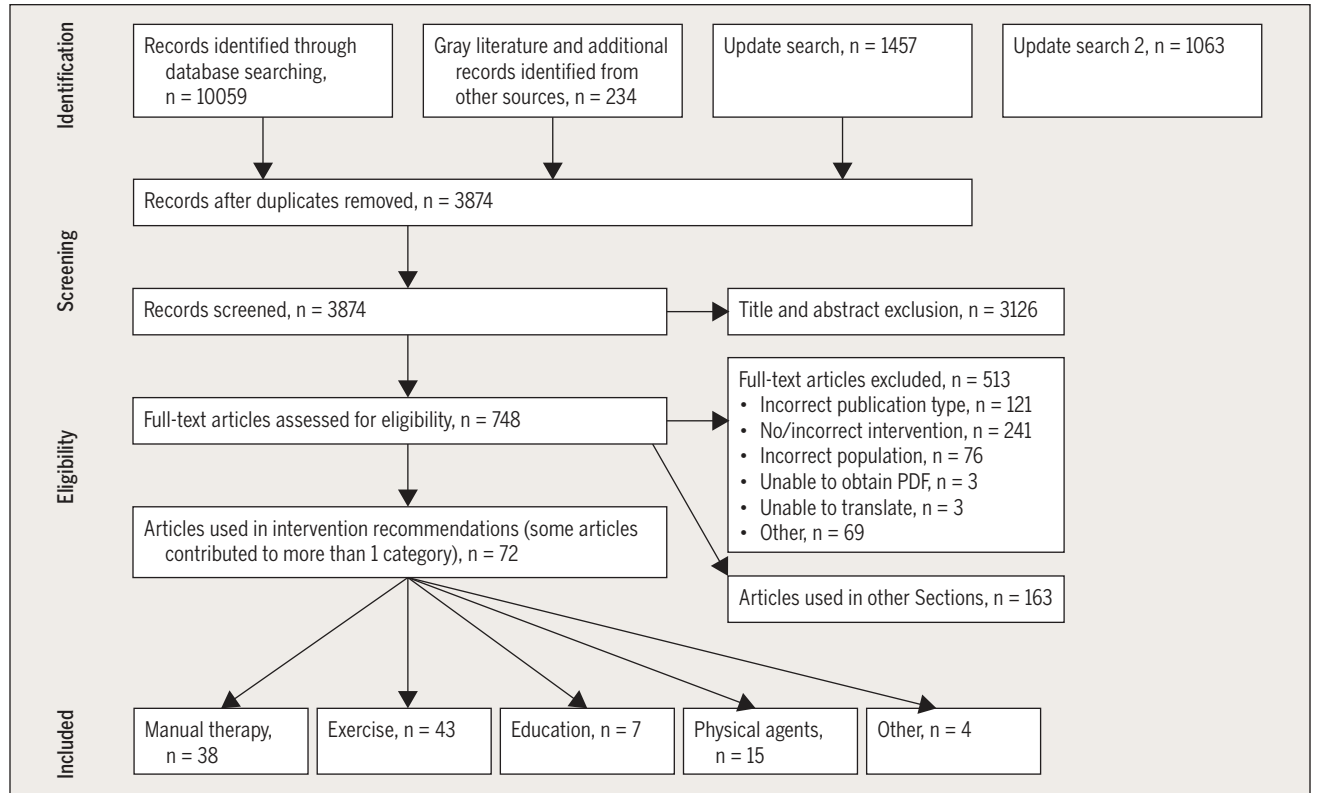 Identification
Records identified through
database searching,
n = 10059
Gray literature and additional
records identified from
other sources, n = 234
Update search, n = 1457
Update search 2, n = 1063
Screening
Records after duplicates removed, n = 3874
Records screened, n = 3874
Title and abstract exclusion, n = 3126
Eligibility
Full-text articles assessed for eligibility, n = 748
Full-text articles excluded, n = 513
• Incorrect publication type, n = 121
• No/incorrect intervention, n = 241
• Incorrect population, n = 76
• Unable to obtain PDF, n = 3
• Unable to translate, n = 3
• Other, n = 69
Articles used in intervention recommendations (some articles
contributed to more than 1 category), n = 72
Articles used in other Sections, n = 163
Included
Manual therapy,
n = 38
Exercise, n = 43
Education, n = 7
Physical agents,
n = 15
Other, n = 4